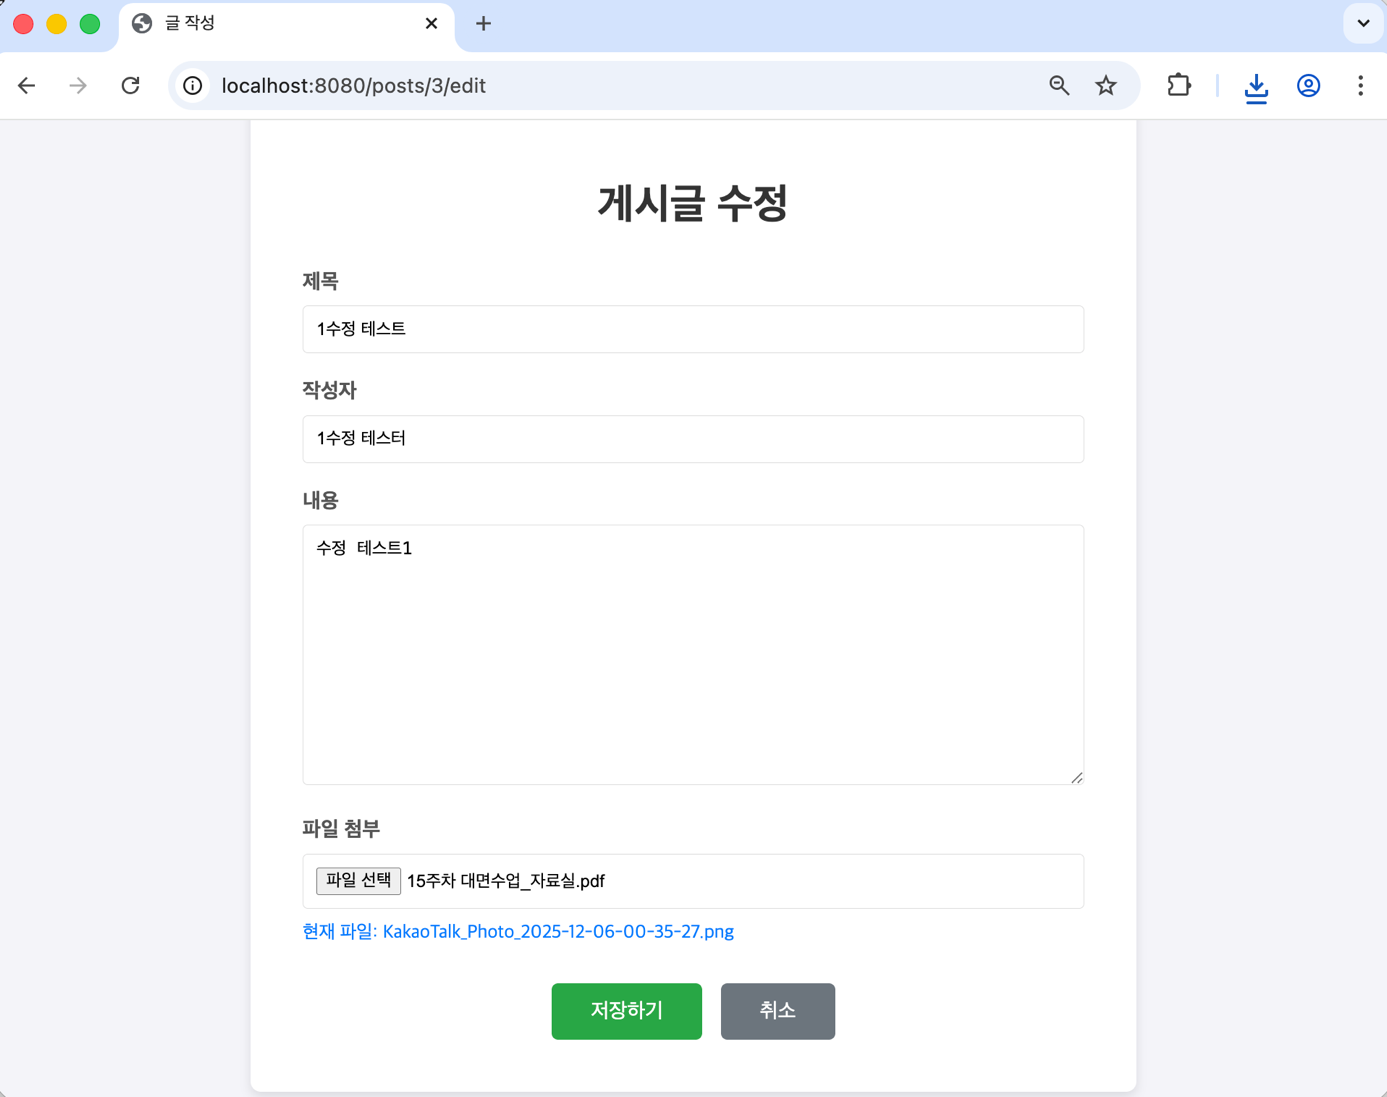 글 작성
localhost:8080/posts/3/edit
게시글 수정
제목
1수정 테스트
작성자
1수정 테스터
내용
수정 테스트1
파일 첨부
파일 선택 15주차 대면수업_자료실.pdf
현재 파일: KakaoTalk_Photo_2025-12-06-00-35-27.png
저장하기 취소